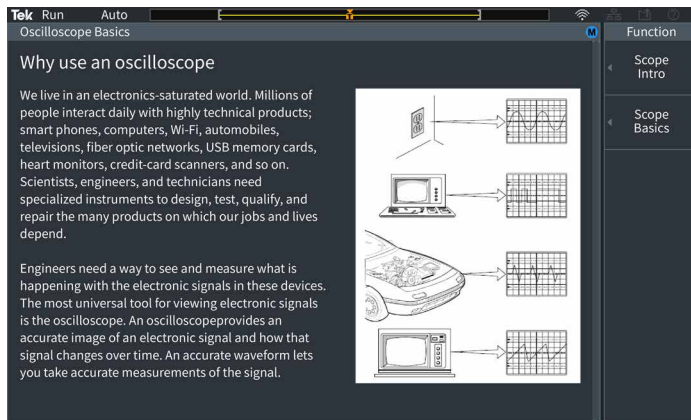 Tek Run Auto
Oscilloscope Basics
M
Function
Why use an oscilloscope
Scope
Intro
Scope
Basics
We live in an electronics-saturated world. Millions of
people interact daily with highly technical products;
smart phones, computers, Wi-Fi, automobiles,
televisions, fiber optic networks, USB memory cards,
heart monitors, credit-card scanners, and so on.
Scientists, engineers, and technicians need
specialized instruments to design, test, qualify, and
repair the many products on which our jobs and lives
depend.
Engineers need a way to see and measure what is
happening with the electronic signals in these devices.
The most universal tool for viewing electronic signals
is the oscilloscope. An oscilloscopeprovides an
accurate image of an electronic signal and how that
signal changes over time. An accurate waveform lets
you take accurate measurements of the signal.